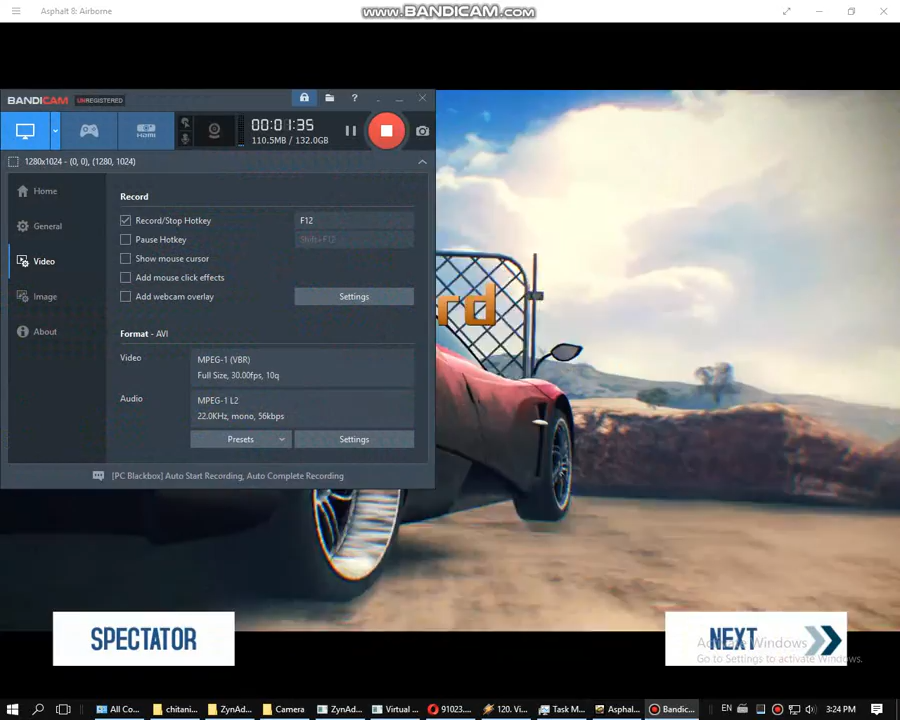 Asphalt 8: Airborne
www.BANDICAM.com
BANDICAM UNREGISTERED
HDMI
00:01:35
110.5MB / 132.0GB
1280x1024 - (0, 0), (1280, 1024)
Home
General
Video
Image
About
Record
Record/Stop Hotkey
F12
Pause Hotkey
Shift+F12
Show mouse cursor
Add mouse click effects
Add webcam overlay
Settings
Format - AVI
Video
MPEG-1 (VBR)
Full Size, 30.00fps, 10q
Audio
MPEG-1 L2
22.0KHz, mono, 56kbps
Presets
Settings
[PC Blackbox] Auto Start Recording, Auto Complete Recording
rd
SPECTATOR
NEXT
Activate Windows
Go to Settings to activate Windows.
All Co...
chitani...
ZynAd...
Camera
ZynAd...
Virtual ...
91023...
120. Vi...
Task M...
Asphal...
Bandic...
EN
3:24 PM